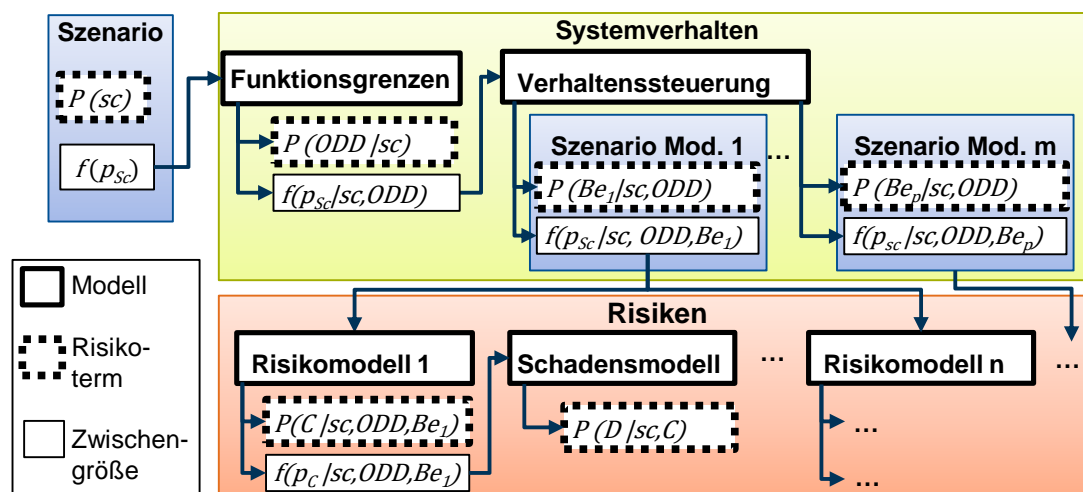 Szenario
P (sc)
f(p_Sc)
Systemverhalten
Funktionsgrenzen
P (ODD |sc)
f(p_Sc|sc,ODD)
Verhaltenssteuerung
Szenario Mod. 1
P (Be_1|sc,ODD)
f(p_Sc|sc, ODD,Be_1)
...
Szenario Mod. m
P (Be_p|sc,ODD)
f(p_sc|sc,ODD,Be_p)
Modell
Risiko-
term
Zwischen-
größe
Risiken
Risikomodell 1
P(C |sc,ODD,Be_1)
f(p_C|sc,ODD,Be_1)
Schadensmodell
P (D |sc,C)
...
Risikomodell n
...
...
...